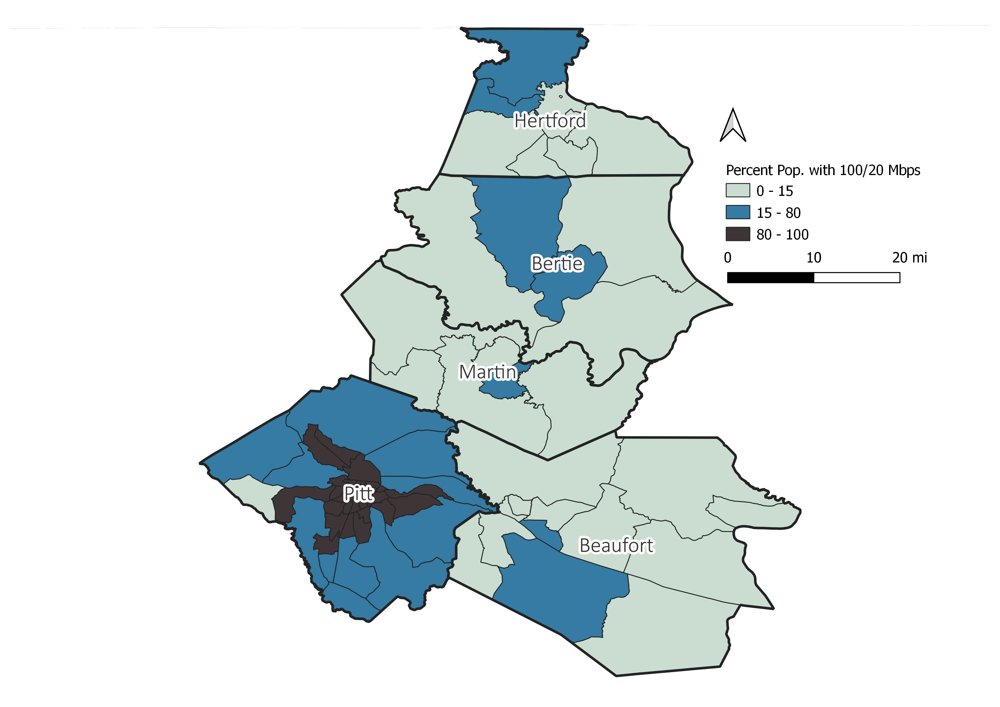 Hertford
Percent Pop. with 100/20 Mbps
0 - 15
15 - 80
80 - 100
0 10 20 mi
Bertie
Martin
Pitt
Beaufort